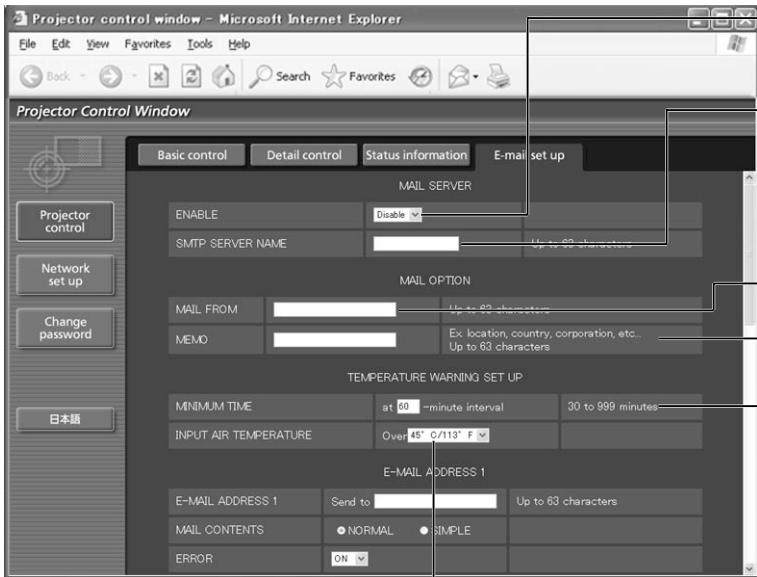 Projector control window - Microsoft Internet Explorer
File Edit View Favorites Tools Help
Back Search Favorites
Projector Control Window
Basic control Detail control Status information E-mail set up
Projector control
Network set up
Change password
日本語
MAIL SERVER
ENABLE Disable
SMTP SERVER NAME Up to 63 characters
MAIL OPTION
MAIL FROM Up to 63 characters
MEMO Ex. location, country, corporation, etc...
Up to 63 characters
TEMPERATURE WARNING SET UP
MINIMUM TIME at 60 -minute interval 30 to 999 minutes
INPUT AIR TEMPERATURE Over 45° C/113° F
E-MAIL ADDRESS 1
E-MAIL ADDRESS 1 Send to Up to 63 characters
MAIL CONTENTS NORMAL SIMPLE
ERROR ON